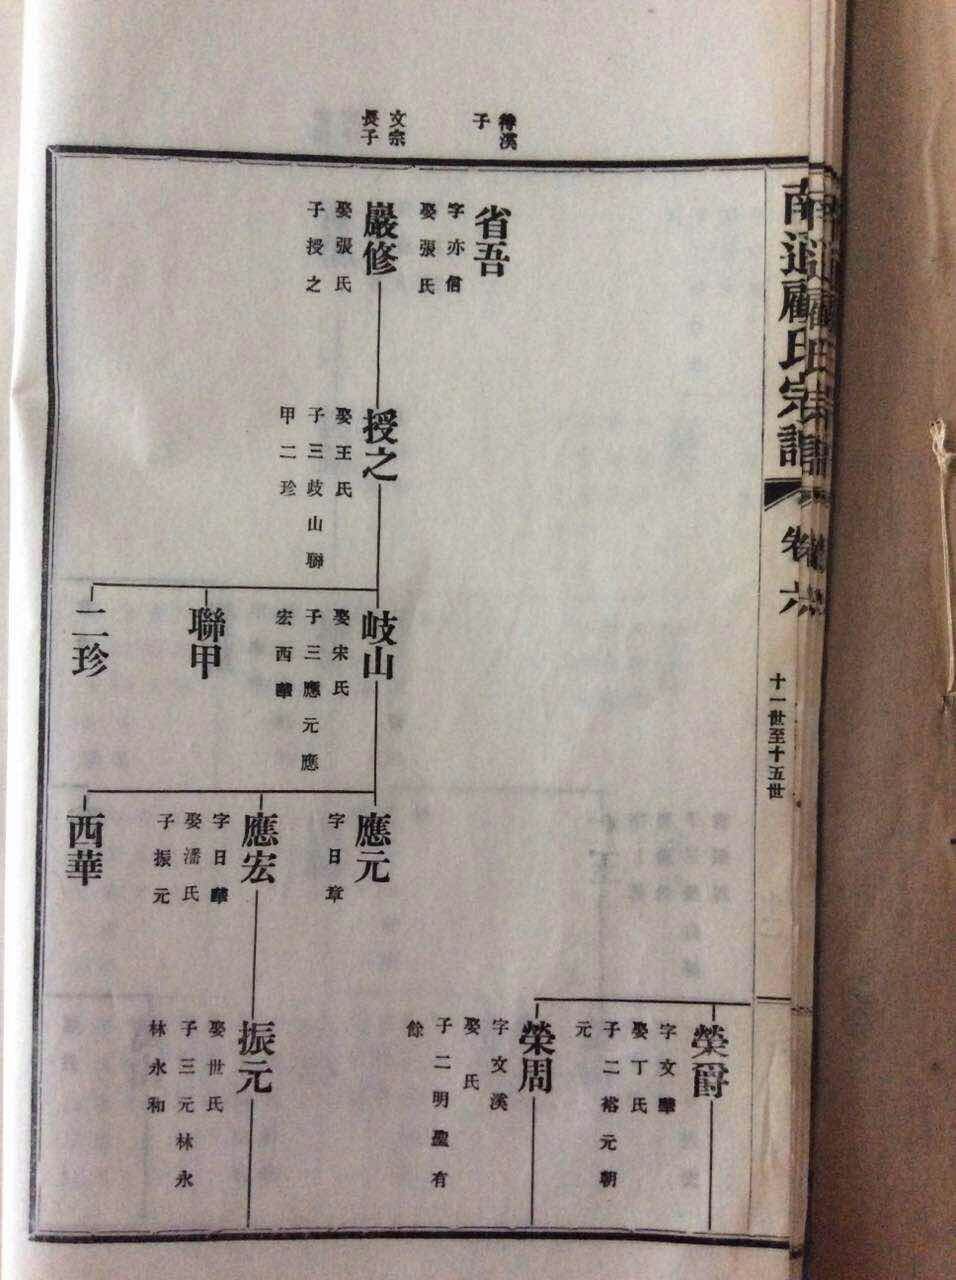 南通顧氏宗譜
卷六
十一世至十五世
子
文宗
長子
省吾
字亦信
娶張氏
巖修
娶張氏
子授之
授之
娶王氏
子三歧山聯
甲二珍
岐山
娶宋氏
子三應元應
宏西華
聯甲
二珍
應元
字日章
應宏
字日華
娶潘氏
子振元
西華
榮爵
字文華
娶丁氏
子二裕元朝
元
榮周
字文溪
娶 氏
子二明聖有
餘
振元
娶世氏
子三元林永
林永和